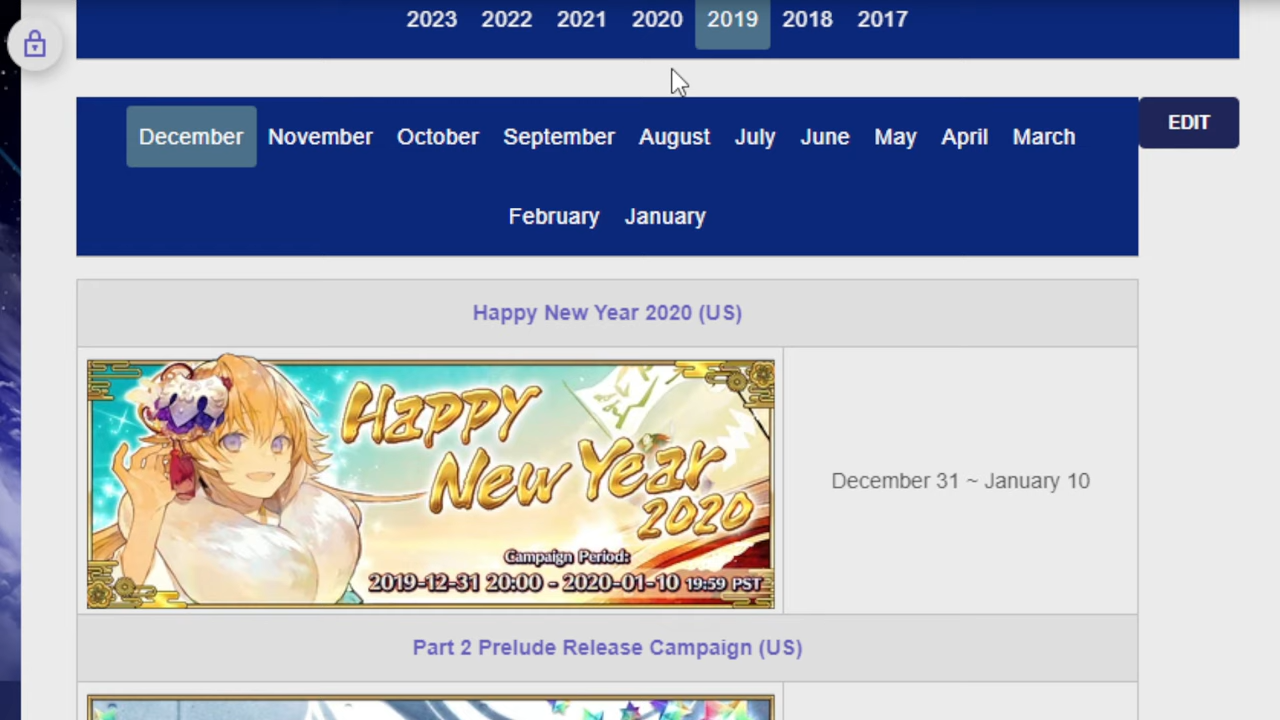 2023 2022 2021 2020 2019 2018 2017
December November October September August July June May April March
EDIT
February January
Happy New Year 2020 (US)
Happy
New Year
2020
Campaign Period:
2019-12-31 20:00 - 2020-01-10 19:59 PST
December 31 ~ January 10
Part 2 Prelude Release Campaign (US)